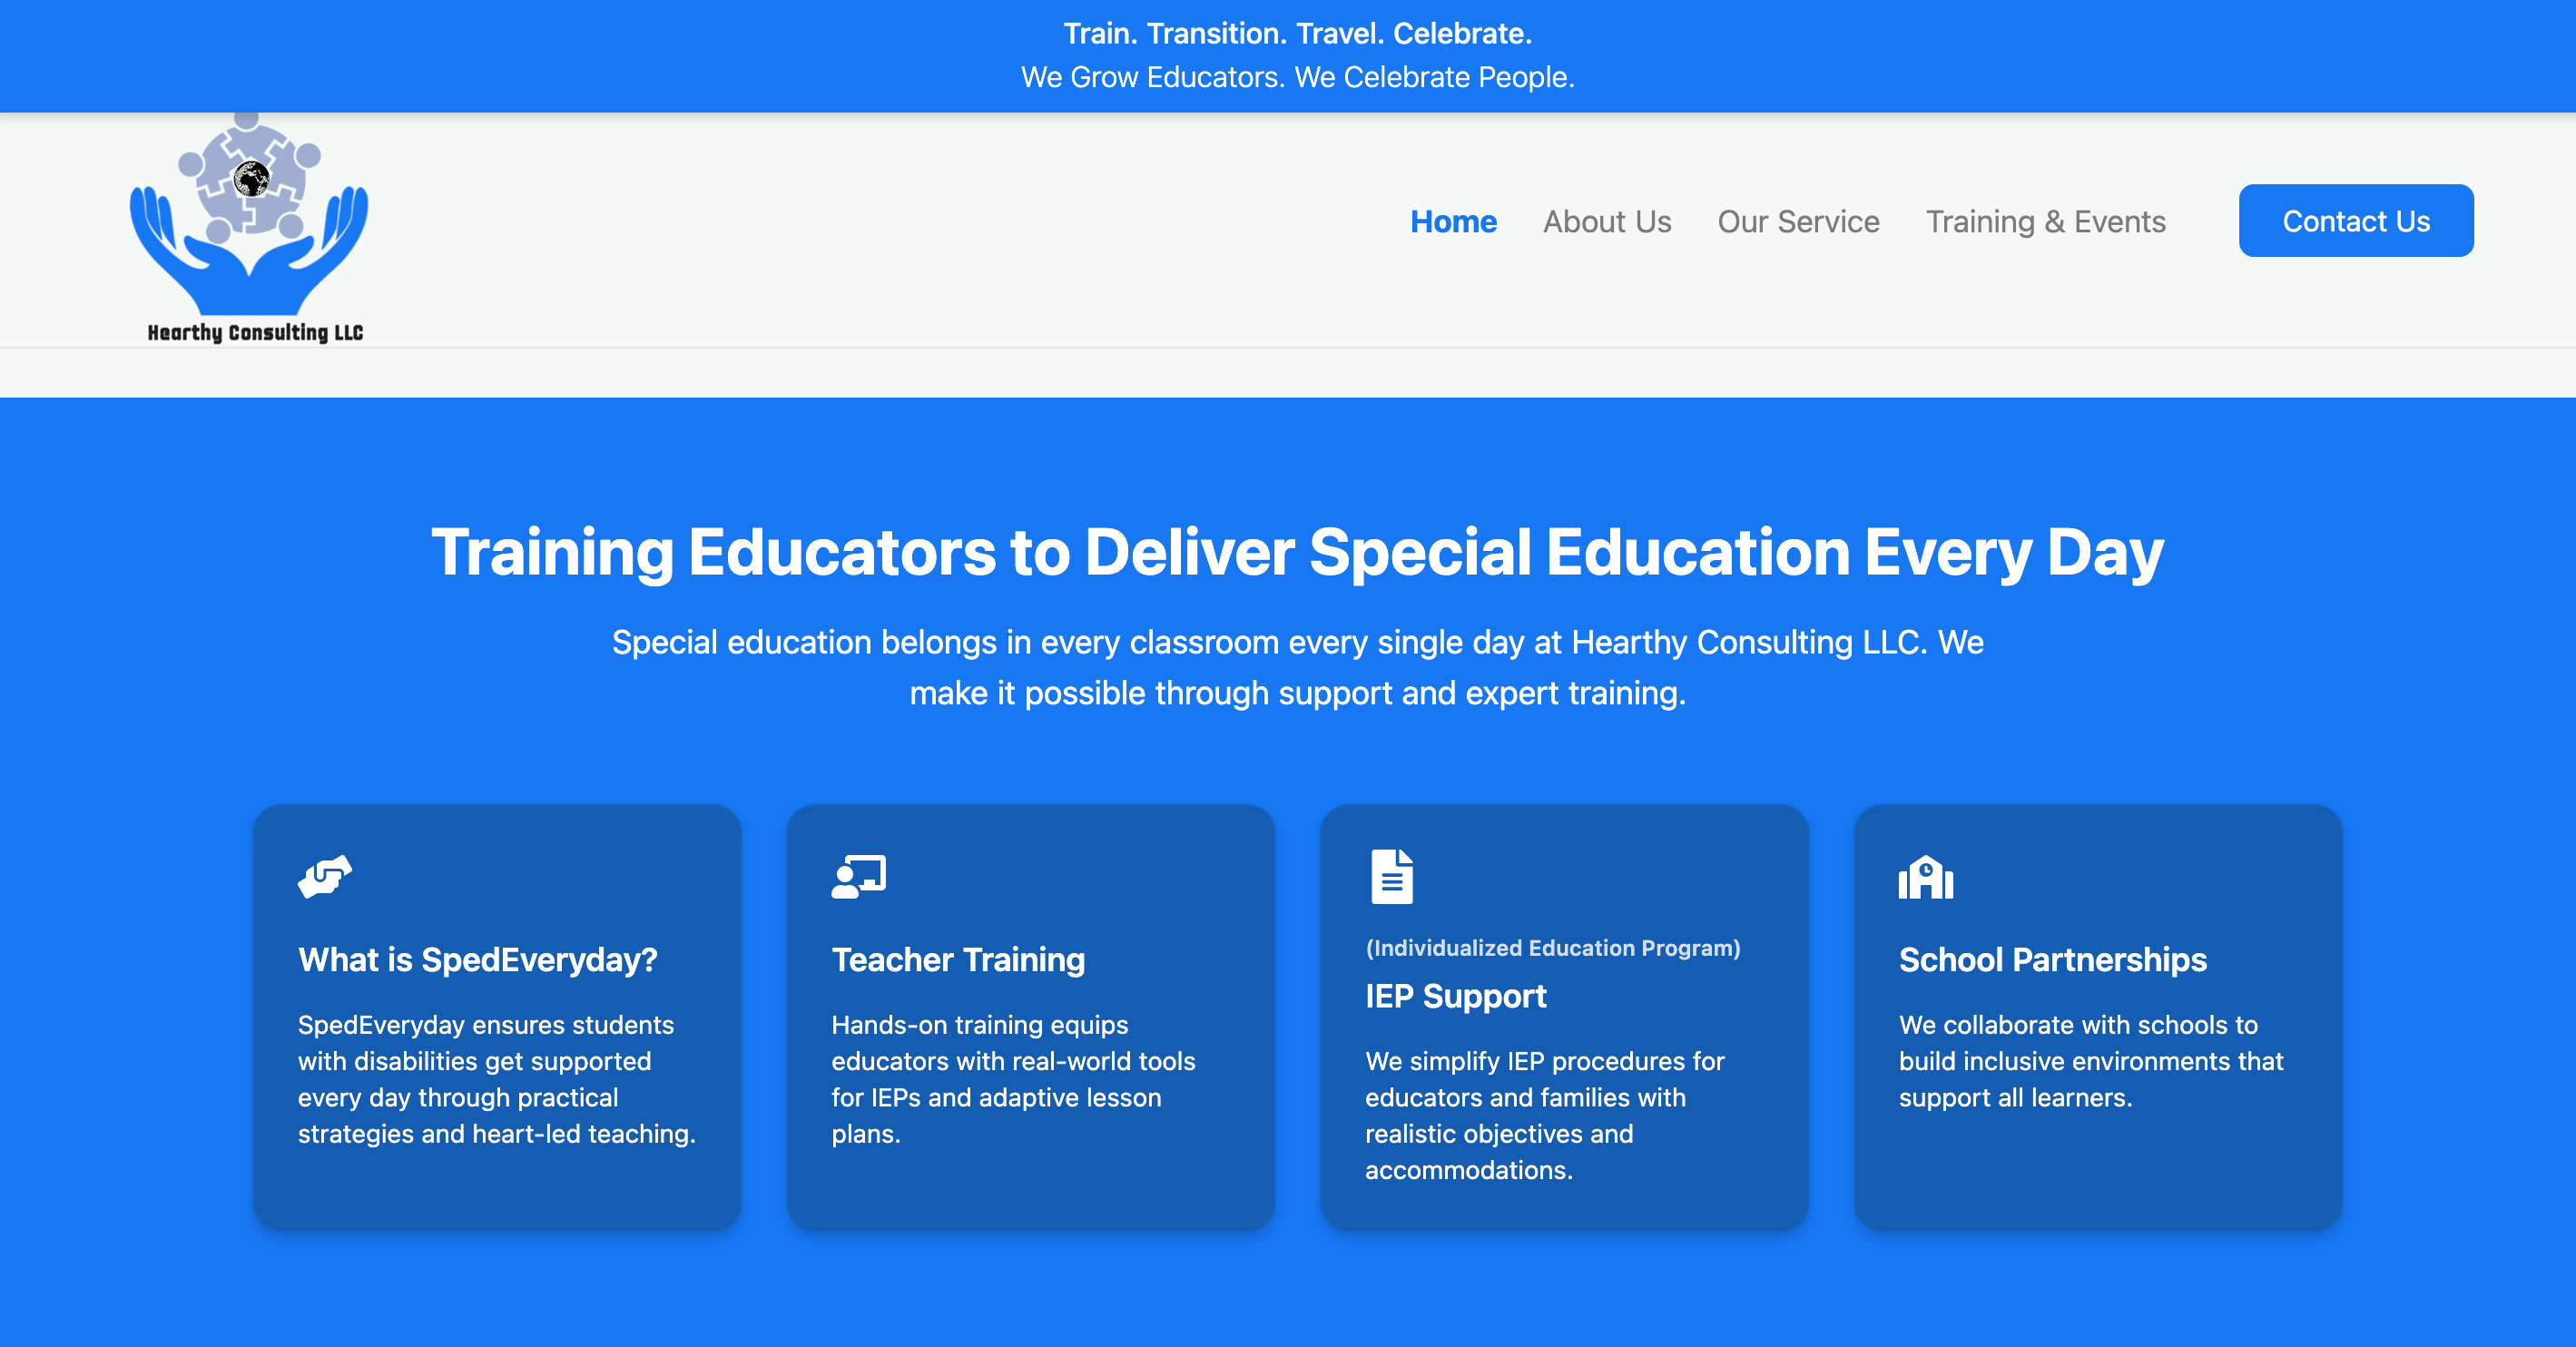 Train. Transition. Travel. Celebrate.
We Grow Educators. We Celebrate People.
Hearthy Consulting LLC
Home
About Us
Our Service
Training & Events
Contact Us
Training Educators to Deliver Special Education Every Day
Special education belongs in every classroom every single day at Hearthy Consulting LLC. We
make it possible through support and expert training.
What is SpedEveryday?
SpedEveryday ensures students
with disabilities get supported
every day through practical
strategies and heart-led teaching.
Teacher Training
Hands-on training equips
educators with real-world tools
for IEPs and adaptive lesson
plans.
(Individualized Education Program)
IEP Support
We simplify IEP procedures for
educators and families with
realistic objectives and
accommodations.
School Partnerships
We collaborate with schools to
build inclusive environments that
support all learners.